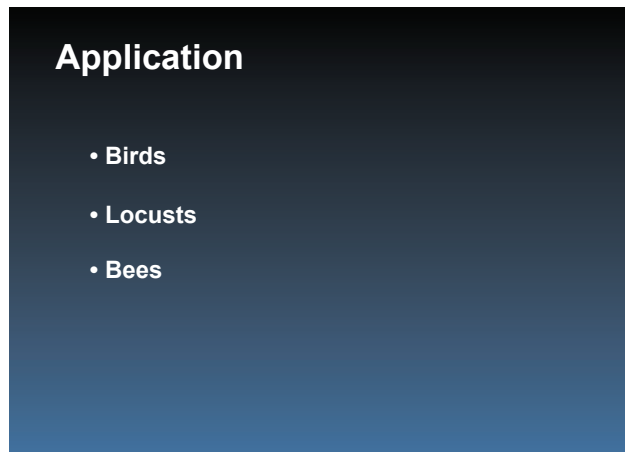 Application
• Birds
• Locusts
• Bees